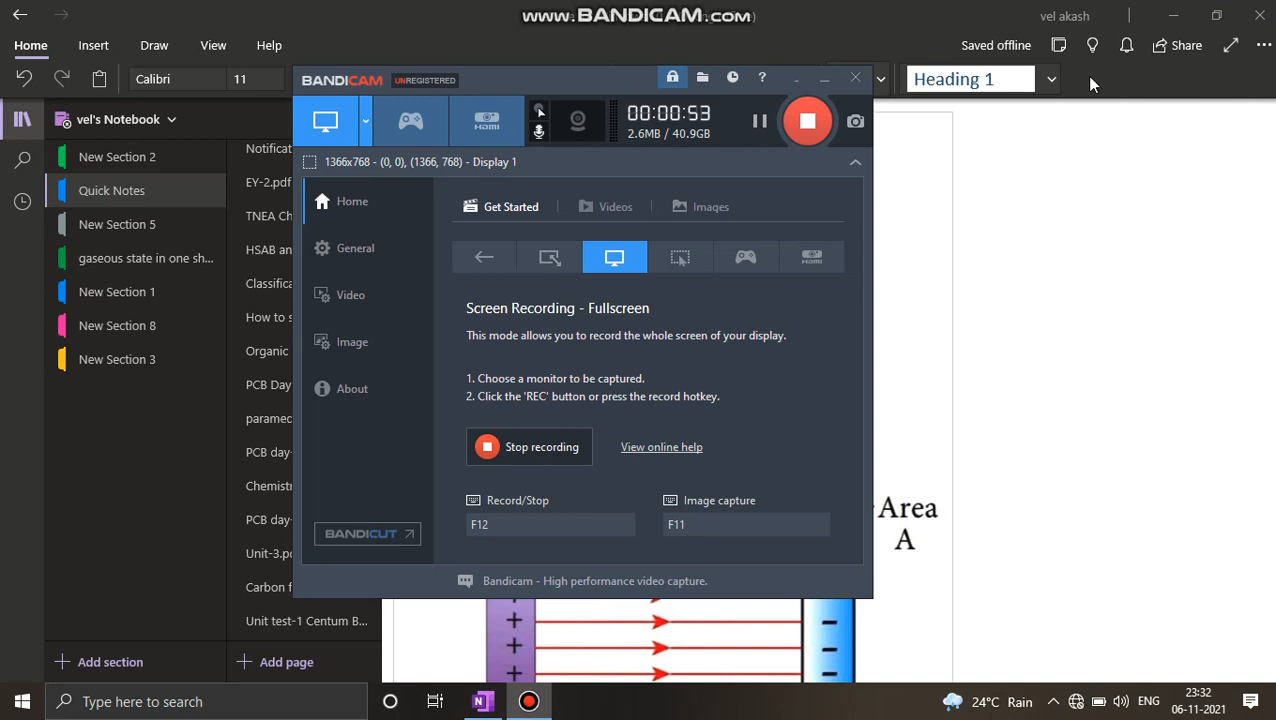 www.BANDICAM.com
vel akash
Home
Insert
Draw
View
Help
Saved offline
Share
Calibri
11
Heading 1
BANDICAM
UNREGISTERED
00:00:53
2.6MB / 40.9GB
HDMI
1366x768 - (0, 0), (1366, 768) - Display 1
vel's Notebook
New Section 2
Quick Notes
New Section 5
gaseous state in one sh...
New Section 1
New Section 8
New Section 3
Add section
Notificat
EY-2.pdf
TNEA Ch
HSAB an
Classifica
How to s
Organic
PCB Day
paramec
PCB day-
Chemistr
PCB day-
Unit-3.pd
Carbon f
Unit test-1 Centum B...
Add page
Home
General
Video
Image
About
BANDICUT
Get Started
Videos
Images
HDMI
Screen Recording - Fullscreen
This mode allows you to record the whole screen of your display.
1. Choose a monitor to be captured.
2. Click the 'REC' button or press the record hotkey.
Stop recording
View online help
Record/Stop
F12
Image capture
F11
Bandicam - High performance video capture.
Area
A
+ −
+ −
+ −
Type here to search
24°C Rain
ENG
23:32
06-11-2021